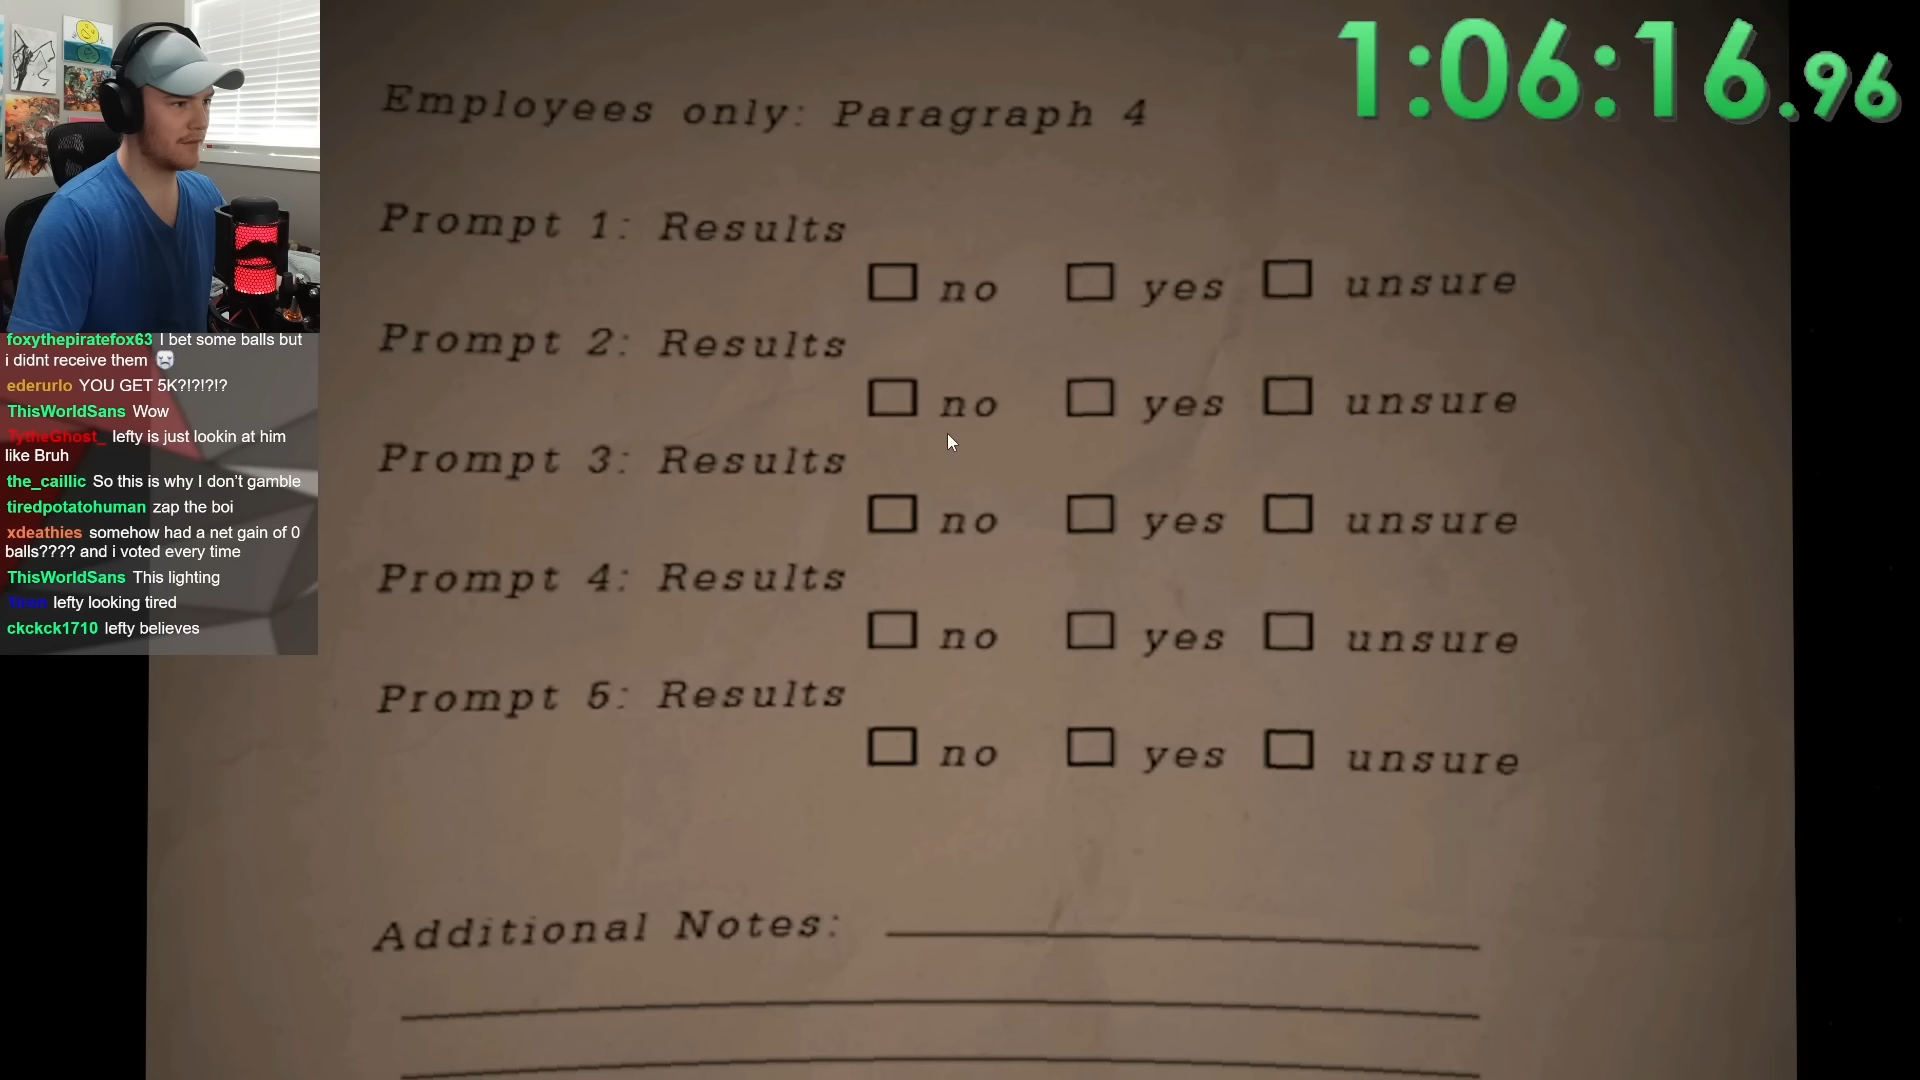 1:06:16.96
Employees only: Paragraph 4
Prompt 1: Results
no yes unsure
Prompt 2: Results
no yes unsure
Prompt 3: Results
no yes unsure
Prompt 4: Results
no yes unsure
Prompt 5: Results
no yes unsure
Additional Notes:
foxythepiratefox63 I bet some balls but
i didnt receive them
ederurlo YOU GET 5K?!?!?!?
ThisWorldSans Wow
TytheGhost_ lefty is just lookin at him
like Bruh
the_caillic So this is why I don't gamble
tiredpotatohuman zap the boi
xdeathies somehow had a net gain of 0
balls???? and i voted every time
ThisWorldSans This lighting
lefty looking tired
ckckck1710 lefty believes